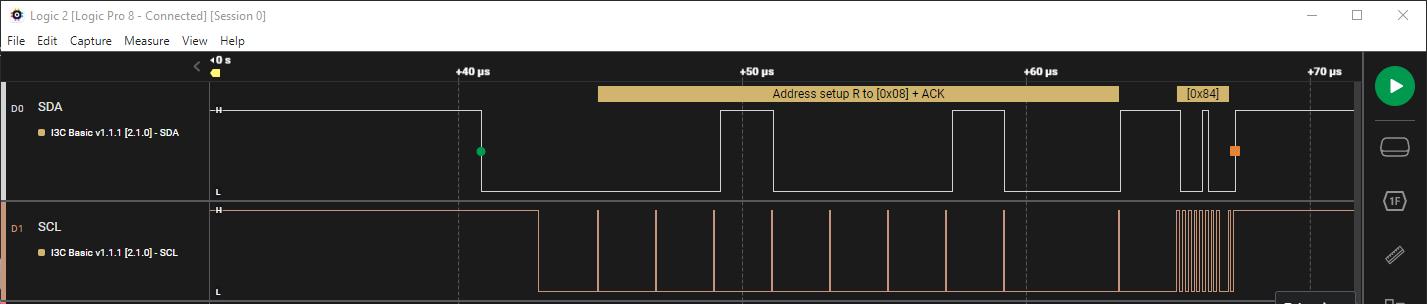 Logic 2 [Logic Pro 8 - Connected] [Session 0]
File Edit Capture Measure View Help
0 s
+40 µs +50 µs +60 µs +70 µs
Address setup R to [0x08] + ACK [0x84]
D0 SDA H
I3C Basic v1.1.1 [2.1.0] - SDA
L
D1 SCL H
I3C Basic v1.1.1 [2.1.0] - SCL
L
1F